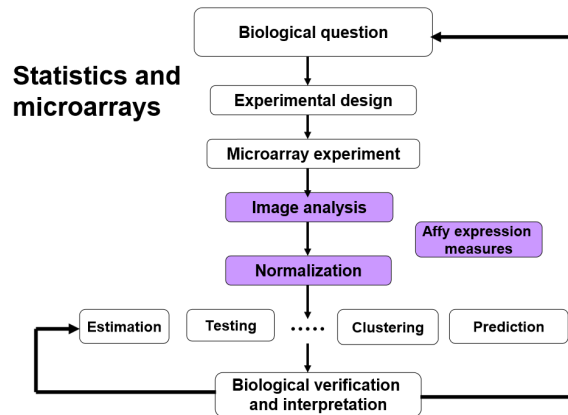 Biological question
Statistics and
microarrays
Experimental design
Microarray experiment
Image analysis
Affy expression
measures
Normalization
Estimation
Testing
.....
Clustering
Prediction
Biological verification
and interpretation